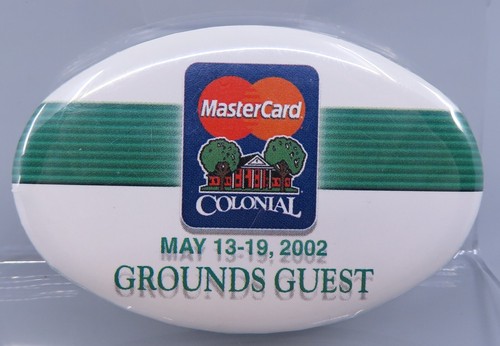 MasterCard
COLONIAL
MAY 13-19, 2002
GROUNDS GUEST